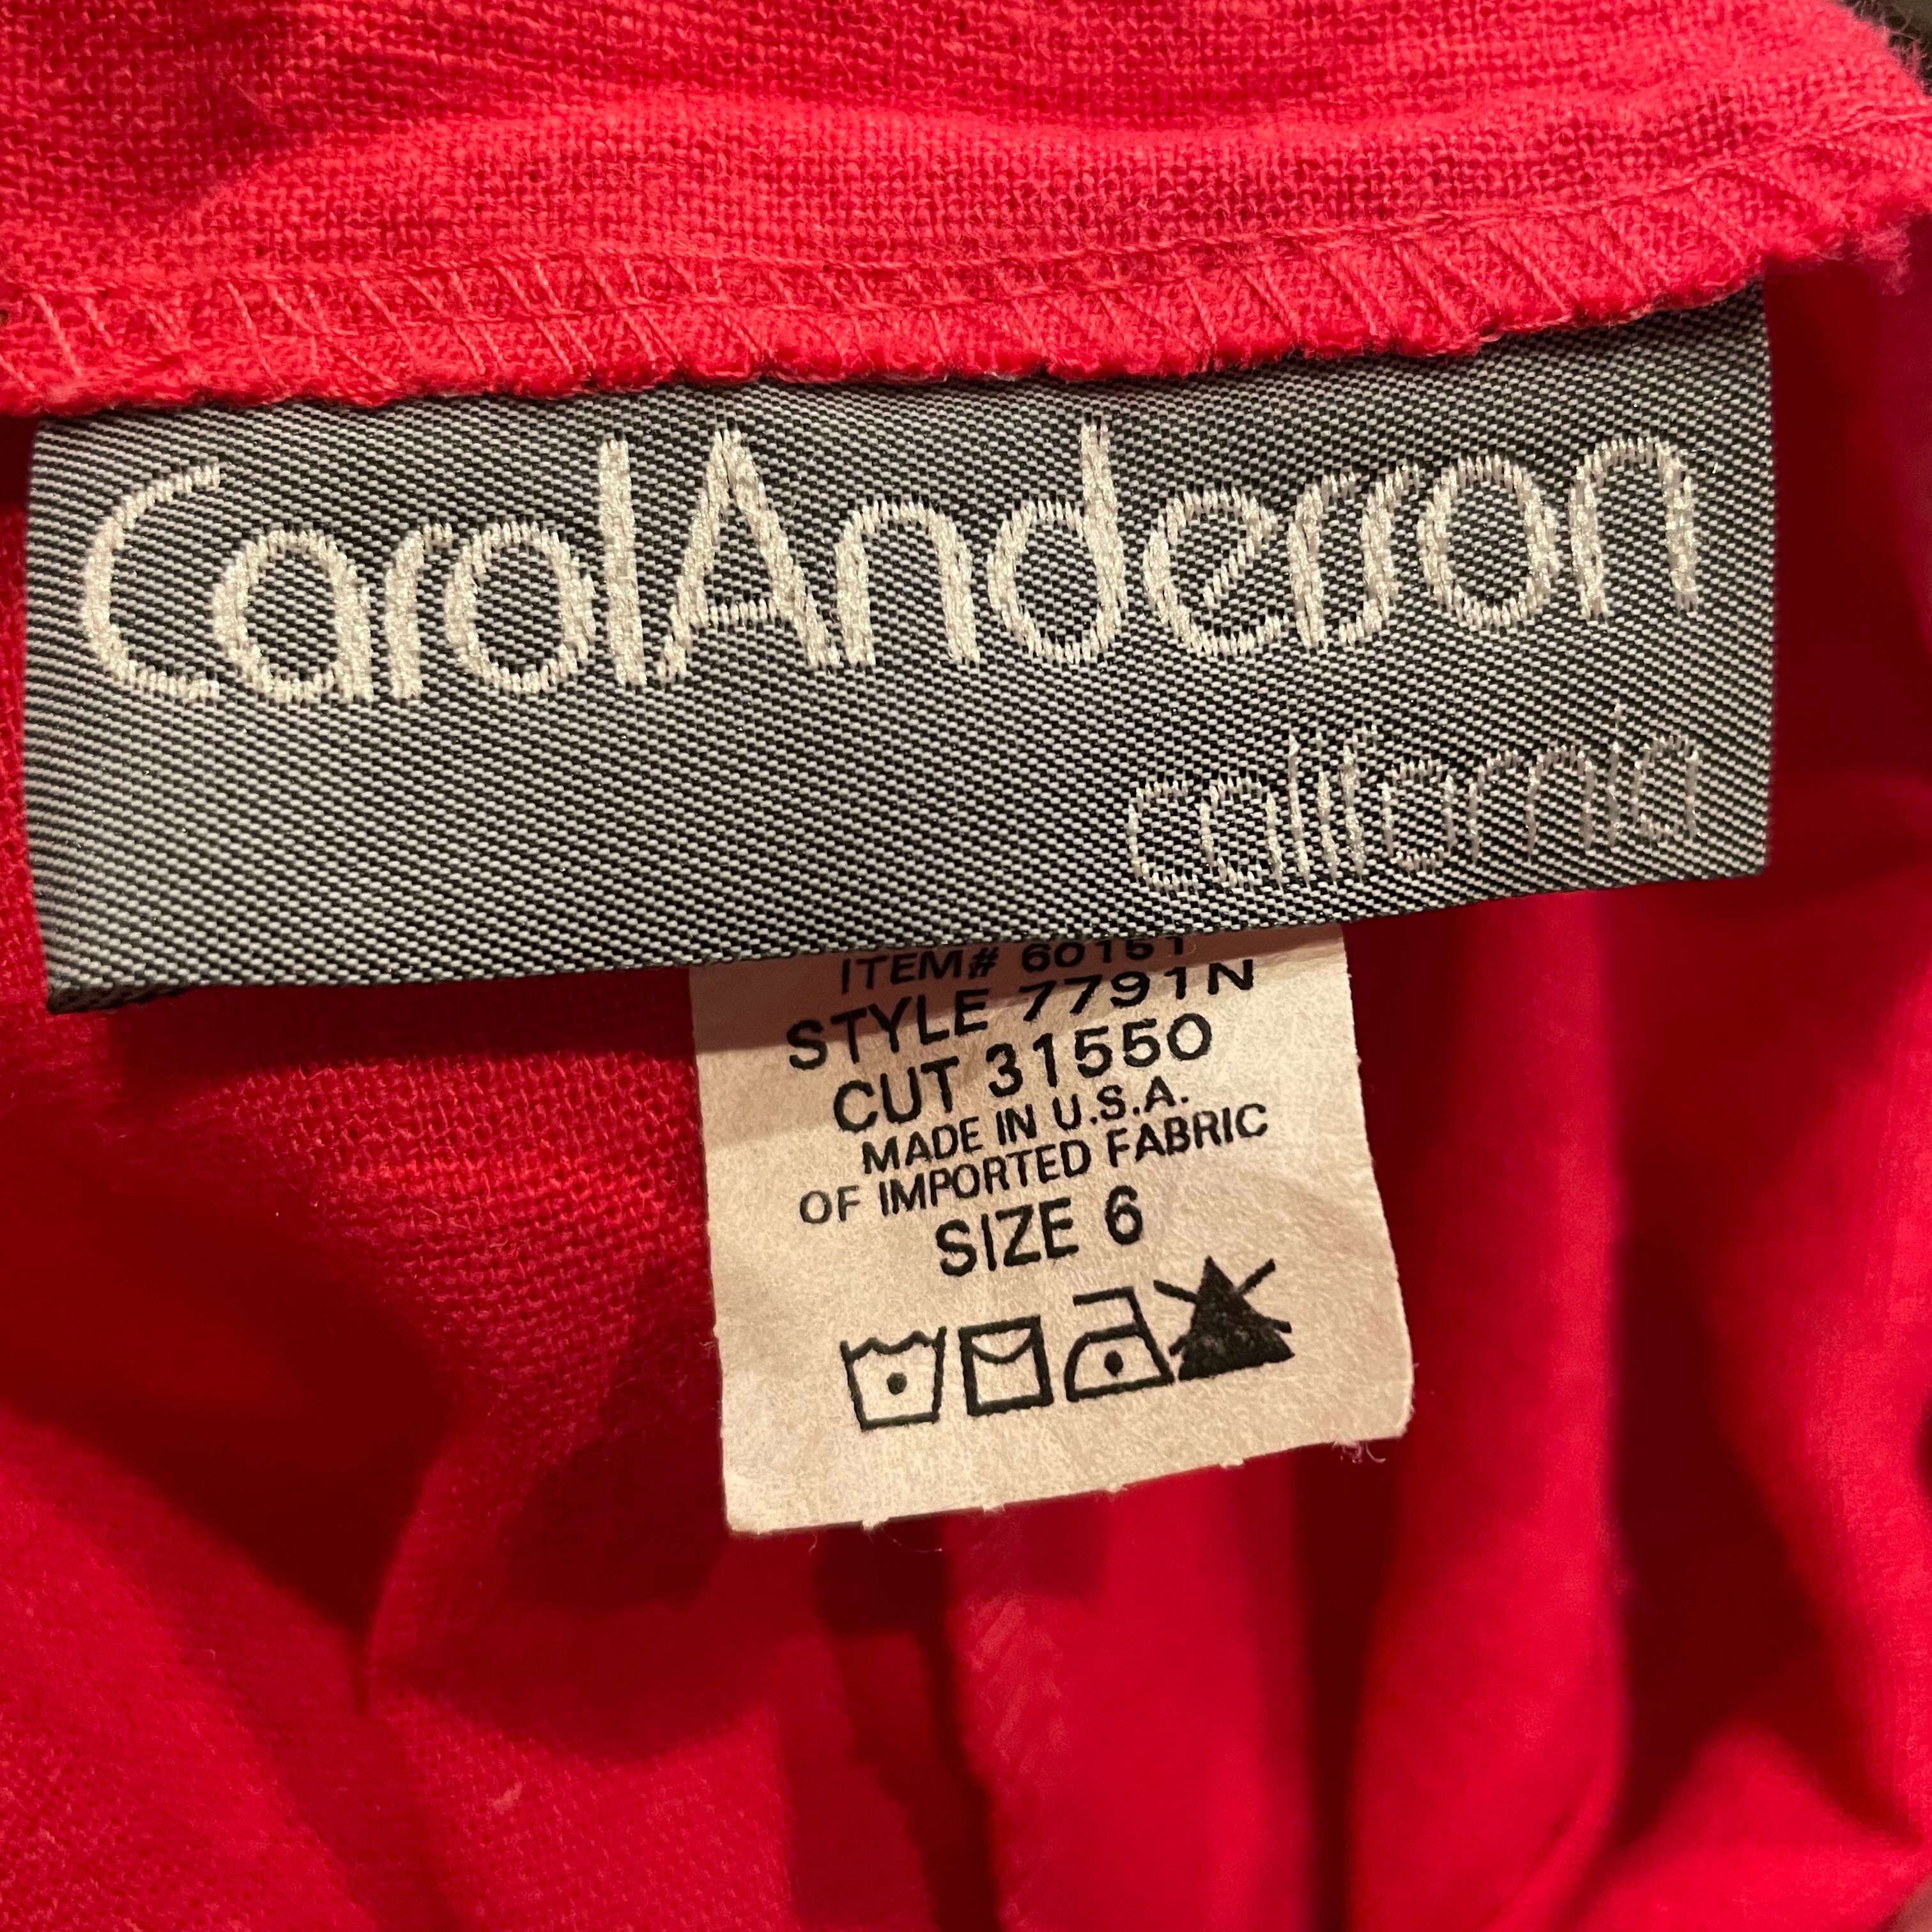 CarolAnderson
california
ITEM# 60151
STYLE 7791N
CUT 31550
MADE IN U.S.A.
OF IMPORTED FABRIC
SIZE 6